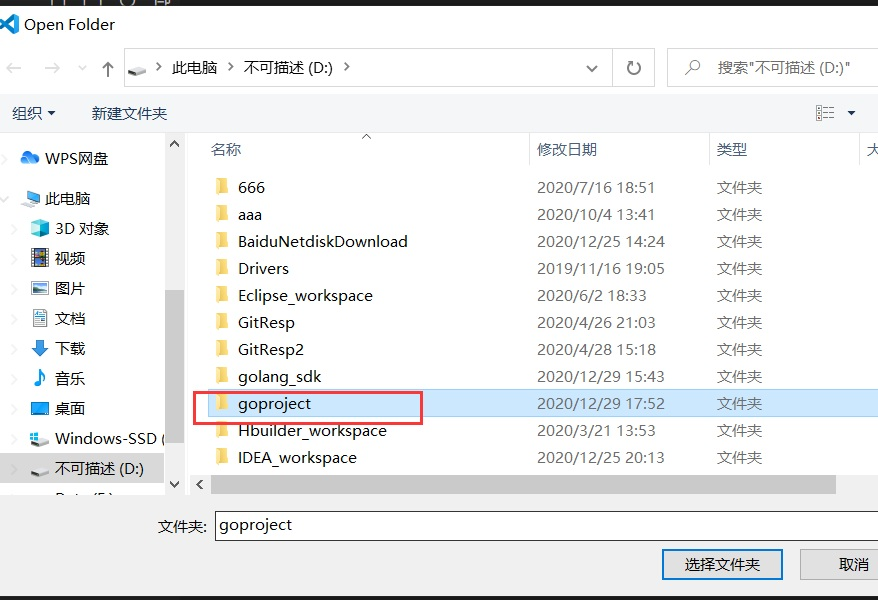 Open Folder
此电脑 不可描述 (D:) 搜索"不可描述 (D:)"
组织 新建文件夹
名称 修改日期 类型 大
WPS网盘
此电脑
3D 对象
视频
图片
文档
下载
音乐
桌面
Windows-SSD (
不可描述 (D:)
666 2020/7/16 18:51 文件夹
aaa 2020/10/4 13:41 文件夹
BaiduNetdiskDownload 2020/12/25 14:24 文件夹
Drivers 2019/11/16 19:05 文件夹
Eclipse_workspace 2020/6/2 18:33 文件夹
GitResp 2020/4/26 21:03 文件夹
GitResp2 2020/4/28 15:18 文件夹
golang_sdk 2020/12/29 15:43 文件夹
goproject 2020/12/29 17:52 文件夹
Hbuilder_workspace 2020/3/21 13:53 文件夹
IDEA_workspace 2020/12/25 20:13 文件夹
文件夹: goproject
选择文件夹 取消